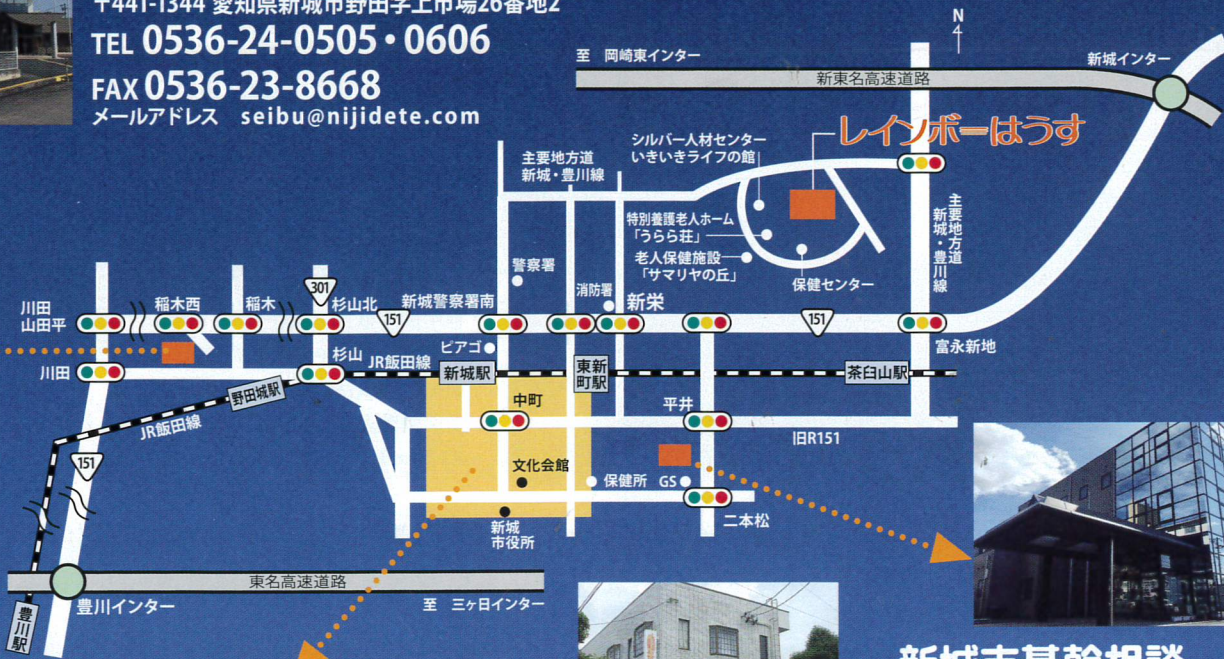 〒441-1344 愛知県新城市野田字上市場26番地2
TEL 0536-24-0505・0606
FAX 0536-23-8668
メールアドレス seibu@nijidete.com
N
至 岡崎東インター
新東名高速道路
新城インター
レインボーはうす
シルバー人材センター
いきいきライフの館
主要地方道
新城・豊川線
特別養護老人ホーム
「うらら荘」
老人保健施設
「サマリヤの丘」
保健センター
主要地方道
新城・豊川線
警察署
消防署
301
川田
山田平
稲木西
稲木
杉山北
151
新城警察署南
新栄
151
富永新地
ピアゴ
川田
杉山
JR飯田線
新城駅
東新
町駅
茶臼山駅
野田城駅
JR飯田線
中町
平井
旧R151
151
文化会館
保健所
GS
新城
市役所
二本松
東名高速道路
豊川インター
至 三ヶ日インター
豊川駅
新城市基幹相談